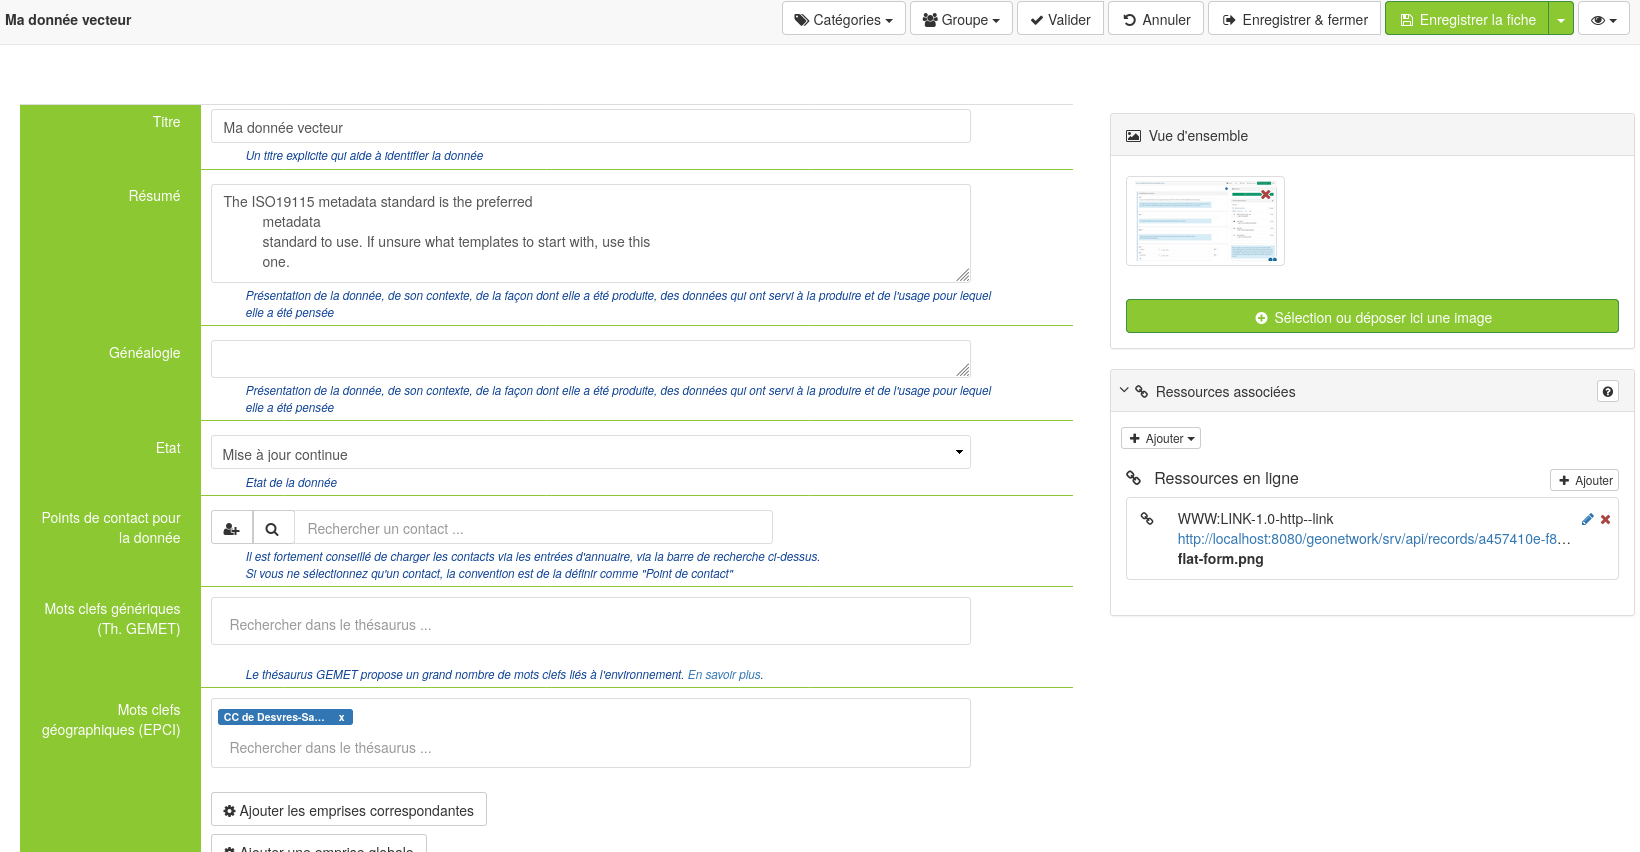 Ma donnée vecteur
Catégories
Groupe
Valider
Annuler
Enregistrer & fermer
Enregistrer la fiche
Titre
Ma donnée vecteur
Un titre explicite qui aide à identifier la donnée
Résumé
The ISO19115 metadata standard is the preferred
metadata
standard to use. If unsure what templates to start with, use this
one.
Présentation de la donnée, de son contexte, de la façon dont elle a été produite, des données qui ont servi à la produire et de l'usage pour lequel
elle a été pensée
Généalogie
Présentation de la donnée, de son contexte, de la façon dont elle a été produite, des données qui ont servi à la produire et de l'usage pour lequel
elle a été pensée
Etat
Mise à jour continue
Etat de la donnée
Points de contact pour
la donnée
Rechercher un contact ...
Il est fortement conseillé de charger les contacts via les entrées d'annuaire, via la barre de recherche ci-dessus.
Si vous ne sélectionnez qu'un contact, la convention est de la définir comme "Point de contact"
Mots clefs génériques
(Th. GEMET)
Rechercher dans le thésaurus ...
Le thésaurus GEMET propose un grand nombre de mots clefs liés à l'environnement. En savoir plus.
Mots clefs
géographiques (EPCI)
CC de Desvres-Sa... x
Rechercher dans le thésaurus ...
Ajouter les emprises correspondantes
Ajouter une emprise globale
Vue d'ensemble
Sélection ou déposer ici une image
Ressources associées
Ajouter
Ressources en ligne
Ajouter
WWW:LINK-1.0-http--link
http://localhost:8080/geonetwork/srv/api/records/a457410e-f8...
flat-form.png